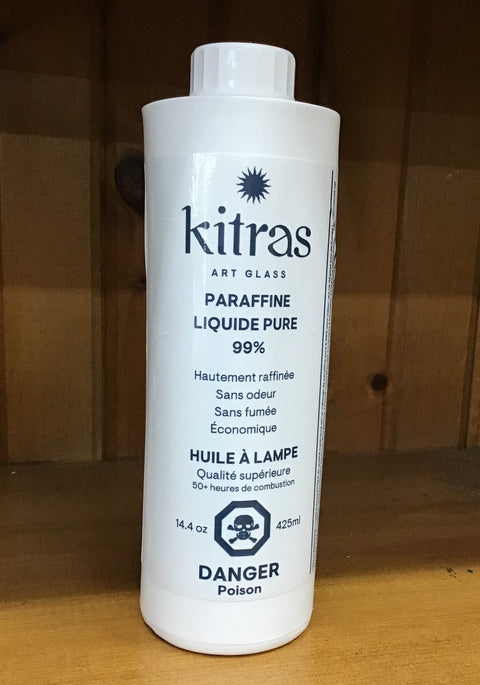 kitras
ART GLASS
PARAFFINE
LIQUIDE PURE
99%
Hautement raffinée
Sans odeur
Sans fumée
Économique
HUILE À LAMPE
Qualité supérieure
50+ heures de combustion
14.4 oz 425ml
DANGER
Poison